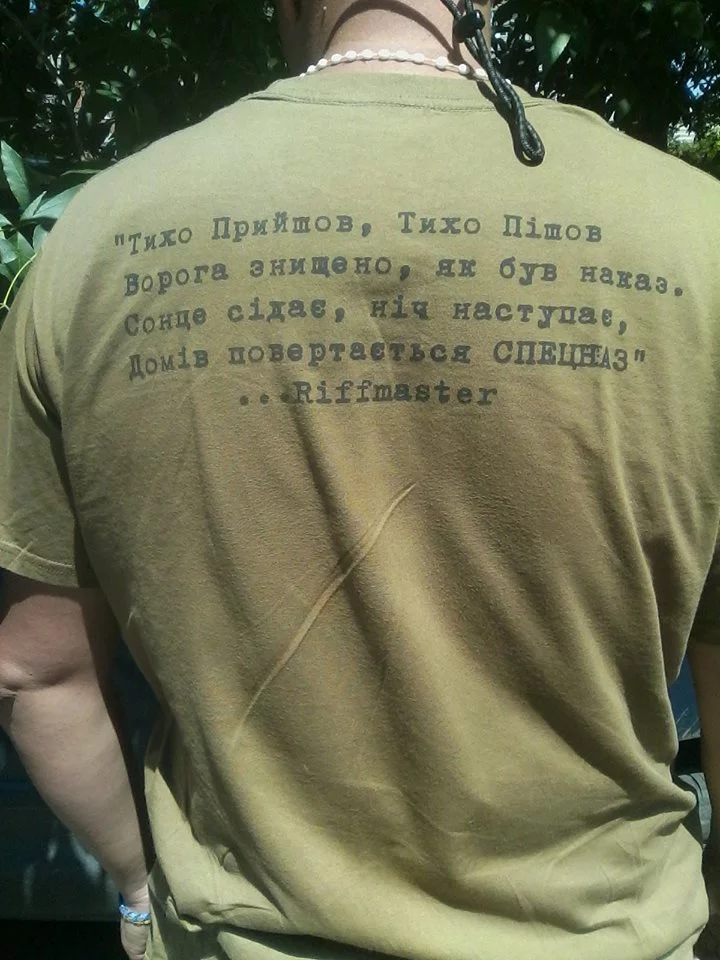 "Тихо Прийшов, Тихо Пішов
Ворога знищено, як був наказ.
Сонце сідає, ніч наступає,
Домів повертається СПЕЦНАЗ"
...Riffmaster